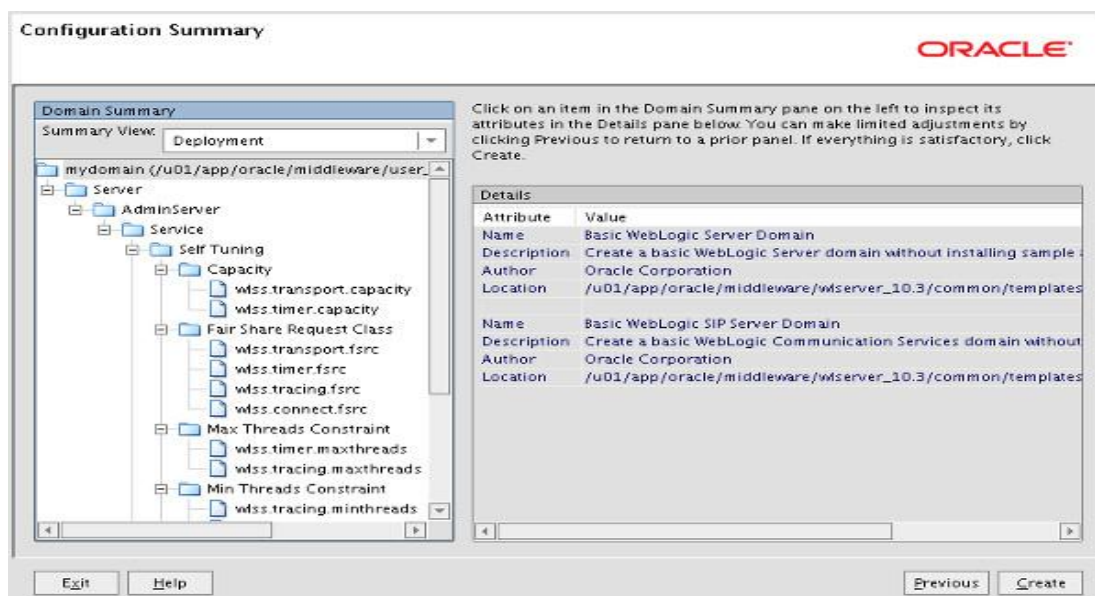 Configuration Summary
ORACLE
Domain Summary
Summary View:
Deployment
mydomain (/u01/app/oracle/middleware/user_
Server
AdminServer
Service
Self Tuning
Capacity
wlss.transport.capacity
wlss.timer.capacity
Fair Share Request Class
wlss.transport.fsrc
wlss.timer.fsrc
wlss.tracing.fsrc
wlss.connect.fsrc
Max Threads Constraint
wlss.timer.maxthreads
wlss.tracing.maxthreads
Min Threads Constraint
wlss.tracing.minthreads
Click on an item in the Domain Summary pane on the left to inspect its
attributes in the Details pane below. You can make limited adjustments by
clicking Previous to return to a prior panel. If everything is satisfactory, click
Create.
Details
Attribute Value
Name Basic WebLogic Server Domain
Description Create a basic WebLogic Server domain without installing sample
Author Oracle Corporation
Location /u01/app/oracle/middleware/wlserver_10.3/common/templates
Name Basic WebLogic SIP Server Domain
Description Create a basic WebLogic Communication Services domain without
Author Oracle Corporation
Location /u01/app/oracle/middleware/wlserver_10.3/common/templates
Exit
Help
Previous
Create